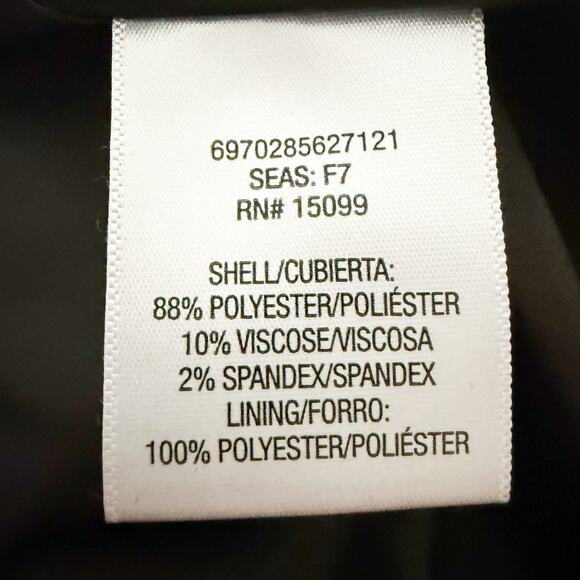 6970285627121
SEAS: F7
RN# 15099
SHELL/CUBIERTA:
88% POLYESTER/POLIÉSTER
10% VISCOSE/VISCOSA
2% SPANDEX/SPANDEX
LINING/FORRO:
100% POLYESTER/POLIÉSTER